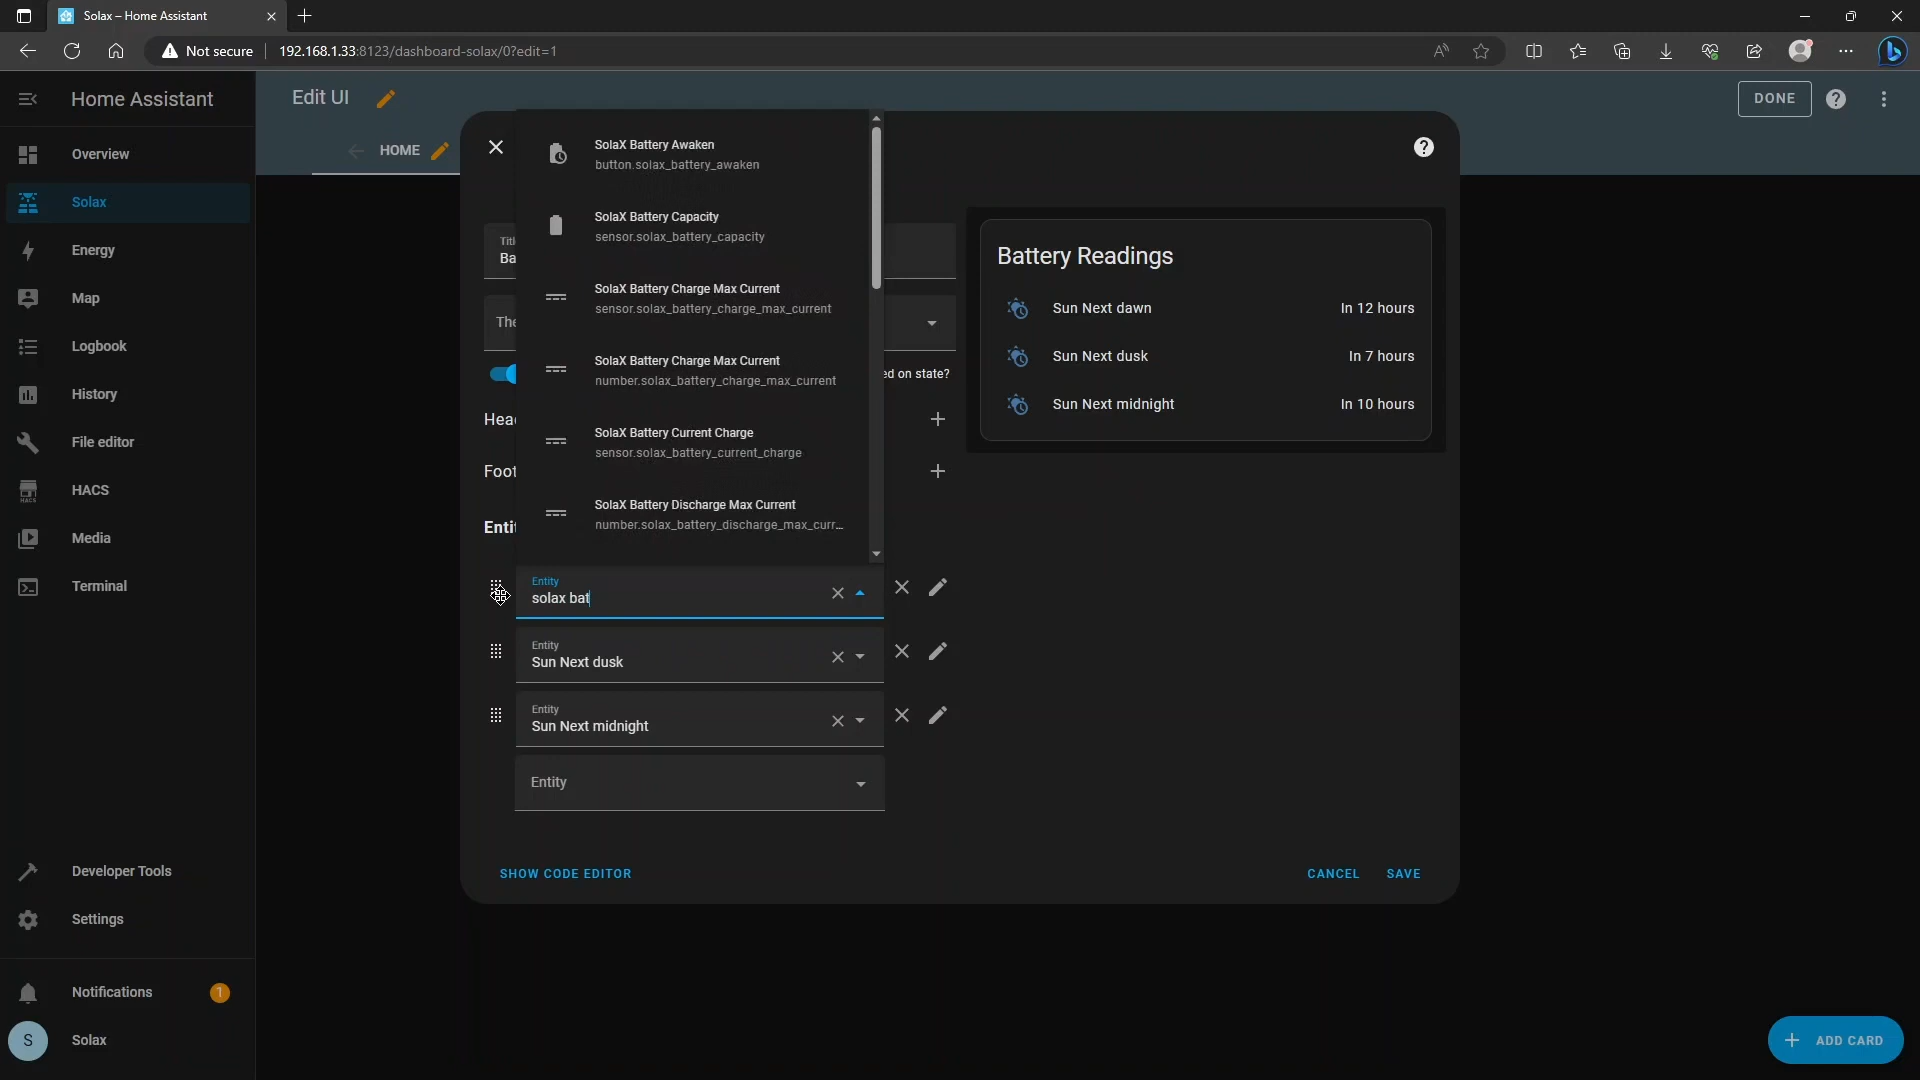 Solax – Home Assistant
Not secure
192.168.1.33:8123/dashboard-solax/0?edit=1
Home Assistant
Edit UI
DONE
HOME
Overview
Solax
Energy
Map
Logbook
History
File editor
HACS
Media
Terminal
Developer Tools
Settings
Notifications
1
S
Solax
SolaX Battery Awaken
button.solax_battery_awaken
SolaX Battery Capacity
sensor.solax_battery_capacity
SolaX Battery Charge Max Current
sensor.solax_battery_charge_max_current
SolaX Battery Charge Max Current
number.solax_battery_charge_max_current
SolaX Battery Current Charge
sensor.solax_battery_current_charge
SolaX Battery Discharge Max Current
number.solax_battery_discharge_max_curr...
Titl
Ba
The
ed on state?
Head
Foot
Entit
Entity
solax bat
Entity
Sun Next dusk
Entity
Sun Next midnight
Entity
Battery Readings
Sun Next dawn In 12 hours
Sun Next dusk In 7 hours
Sun Next midnight In 10 hours
SHOW CODE EDITOR
CANCEL
SAVE
ADD CARD